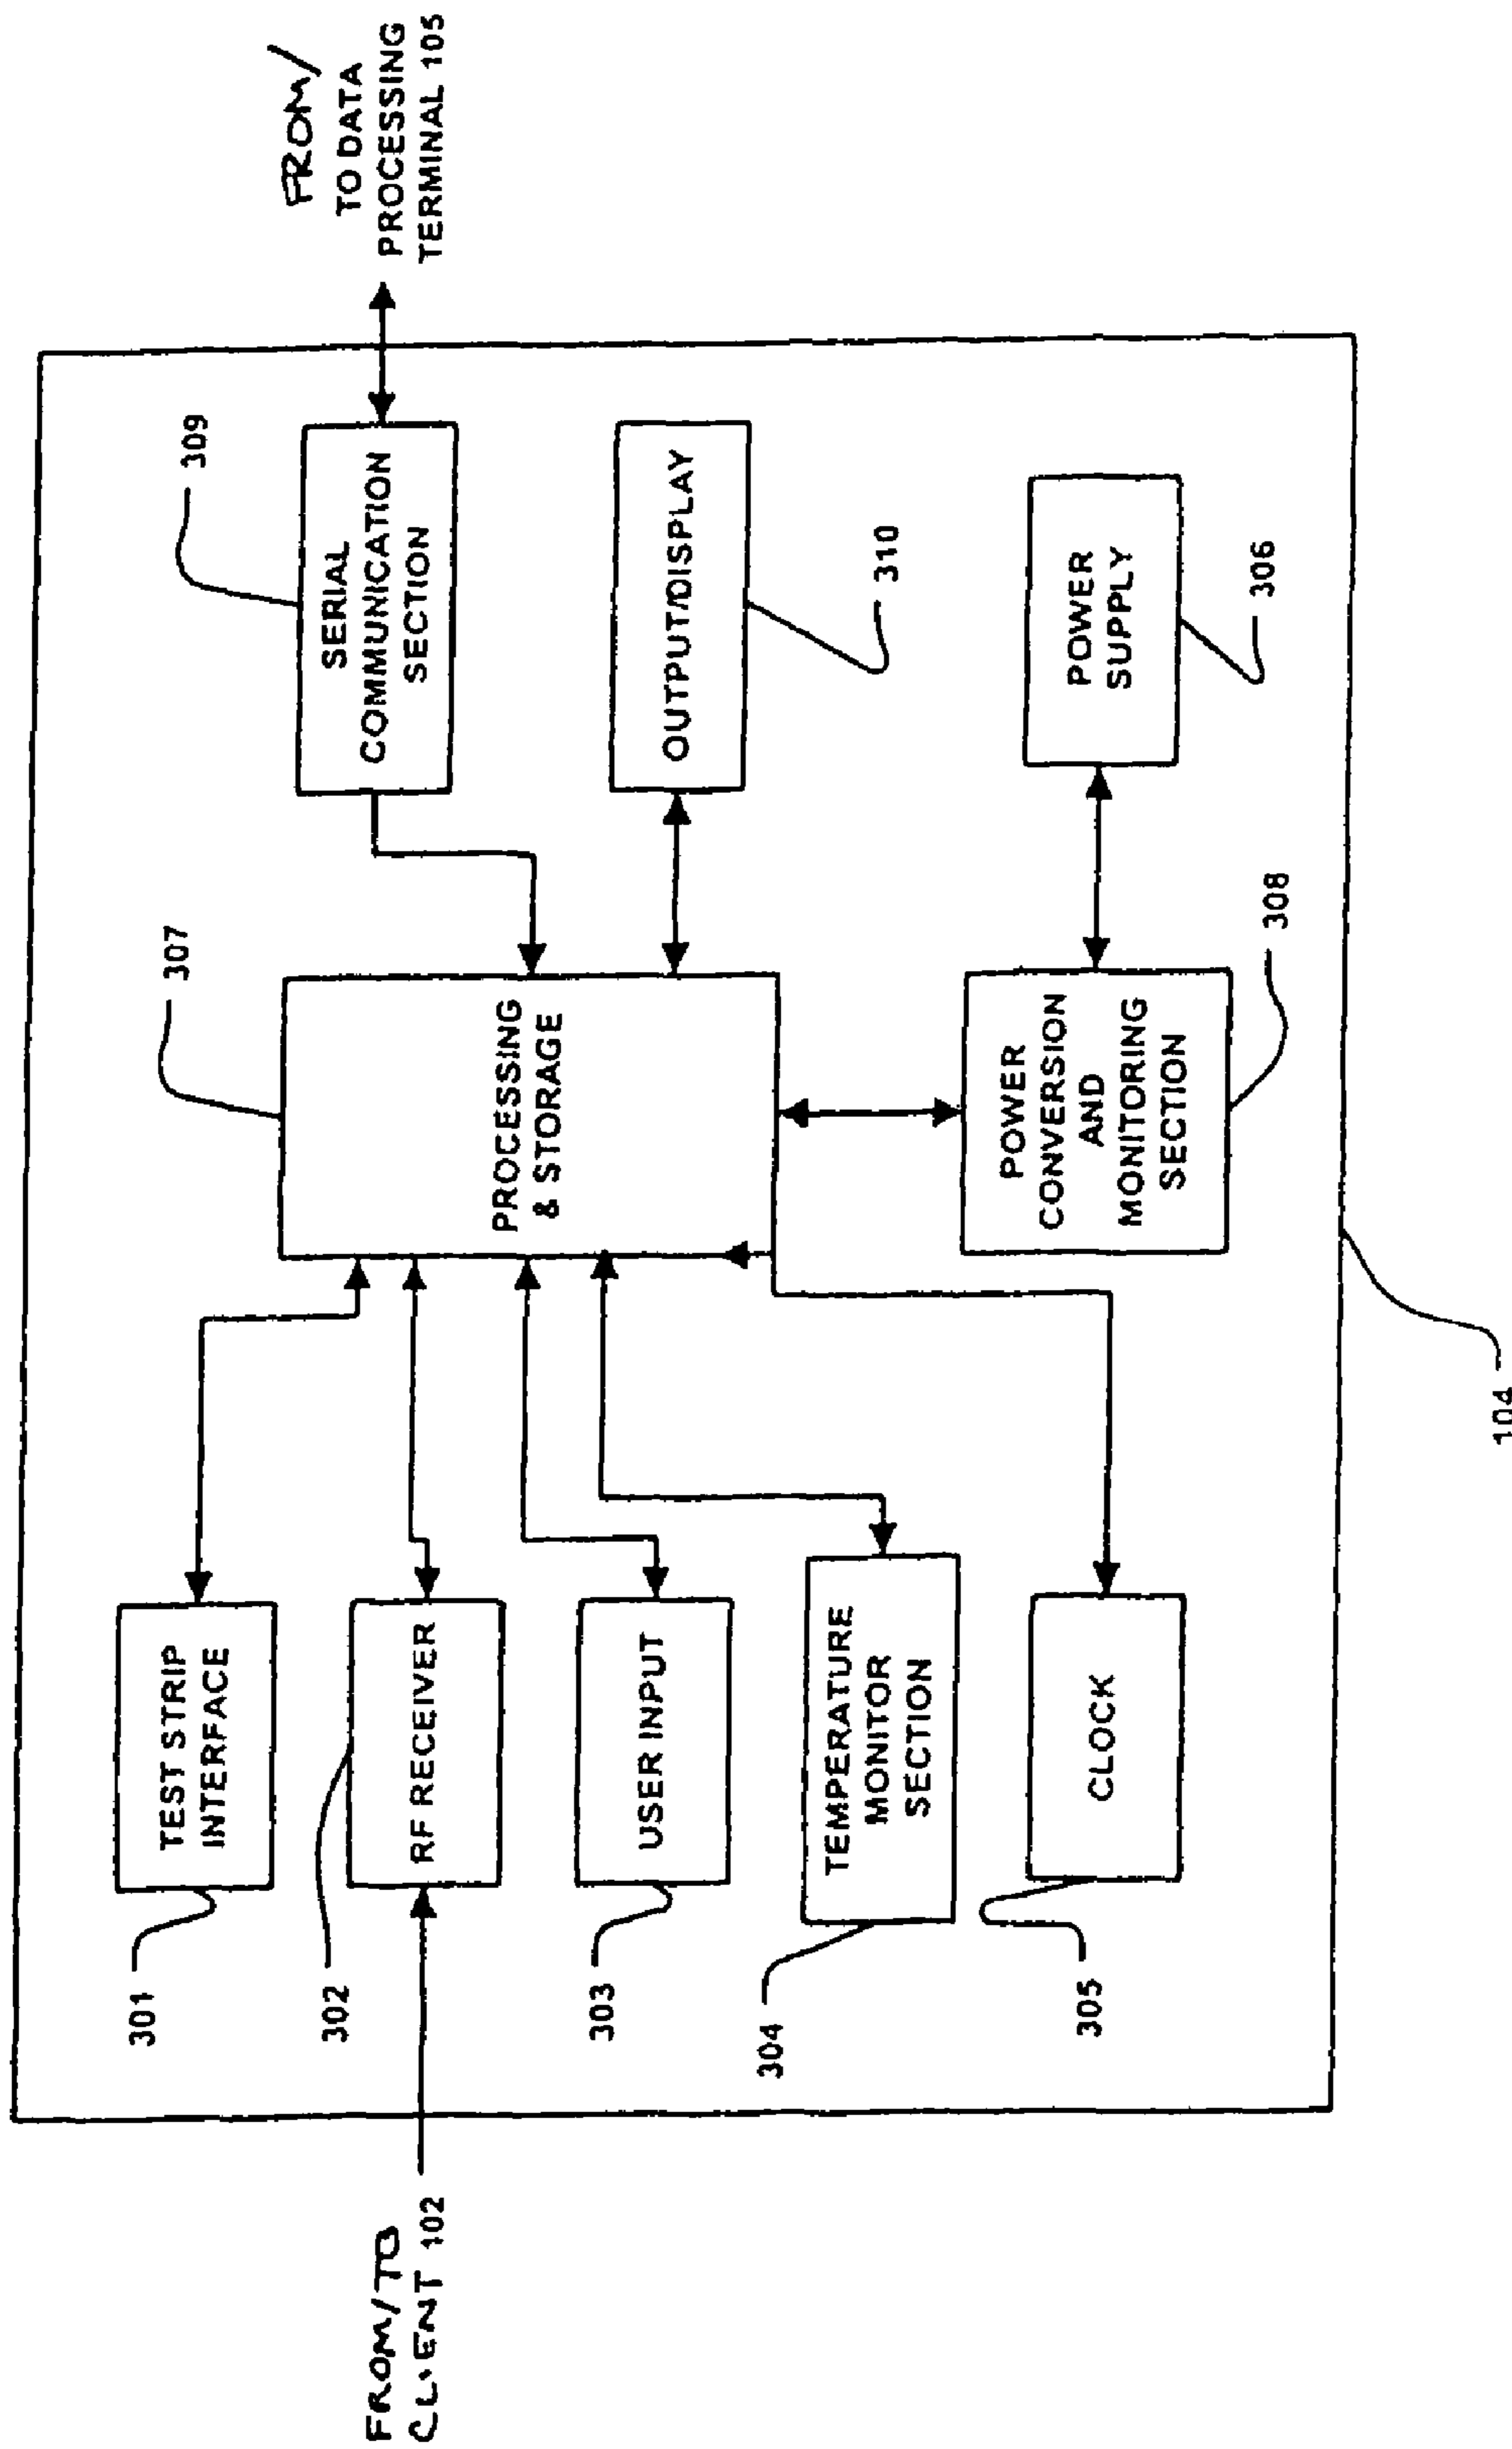 FROM/TO
CLIENT 102
301
TEST STRIP
INTERFACE
302
RF RECEIVER
303
USER INPUT
304
TEMPERATURE
MONITOR
SECTION
305
CLOCK
307
PROCESSING
& STORAGE
POWER
CONVERSION
AND
MONITORING
SECTION
308
309
SERIAL
COMMUNICATION
SECTION
OUTPUT/DISPLAY
310
POWER
SUPPLY
306
FROM/
TO DATA
PROCESSING
TERMINAL 105
104